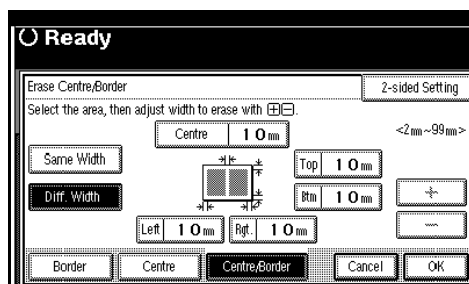 Ready
Erase Centre/Border
2-sided Setting
Select the area, then adjust width to erase with ⊞⊟.
Centre 10mm
<2mm~99mm>
Same Width
Top 10mm
Diff. Width
Btm 10mm
+
−
Left 10mm Rgt. 10mm
Border Centre Centre/Border Cancel OK